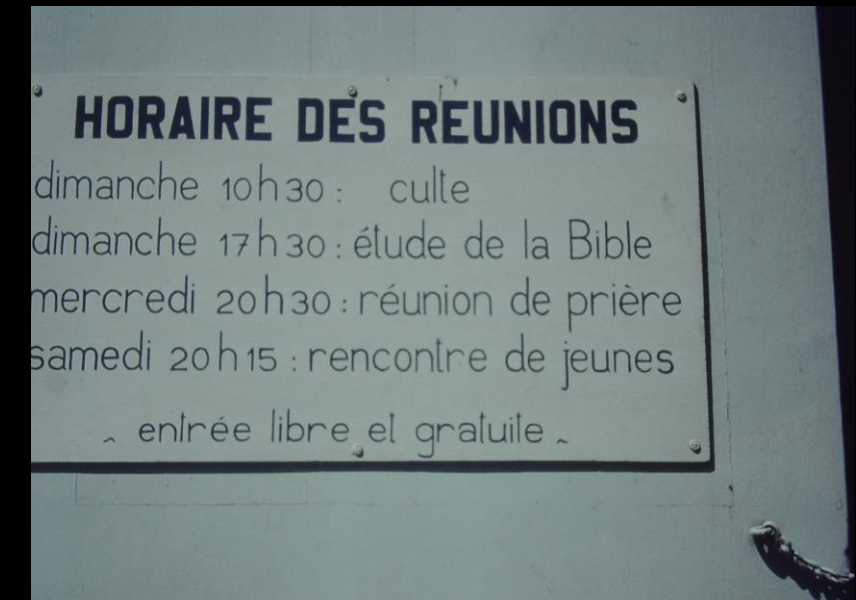 HORAIRE DES REUNIONS
dimanche 10h30 : culte
dimanche 17h30 : étude de la Bible
mercredi 20h30 : réunion de prière
samedi 20h15 : rencontre de jeunes
~ entrée libre et gratuite ~